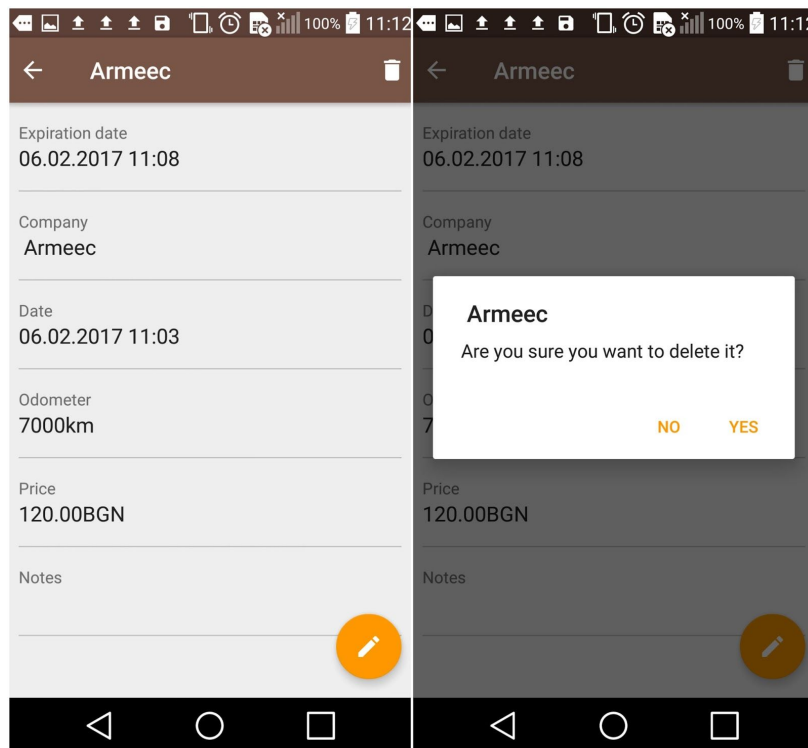 100% 11:12
Armeec
Expiration date
06.02.2017 11:08
Company
Armeec
Date
06.02.2017 11:03
Odometer
7000km
Price
120.00BGN
Notes
100% 11:12
Armeec
Expiration date
06.02.2017 11:08
Company
Armeec
D
0
Armeec
Are you sure you want to delete it?
O
7
NO YES
Price
120.00BGN
Notes